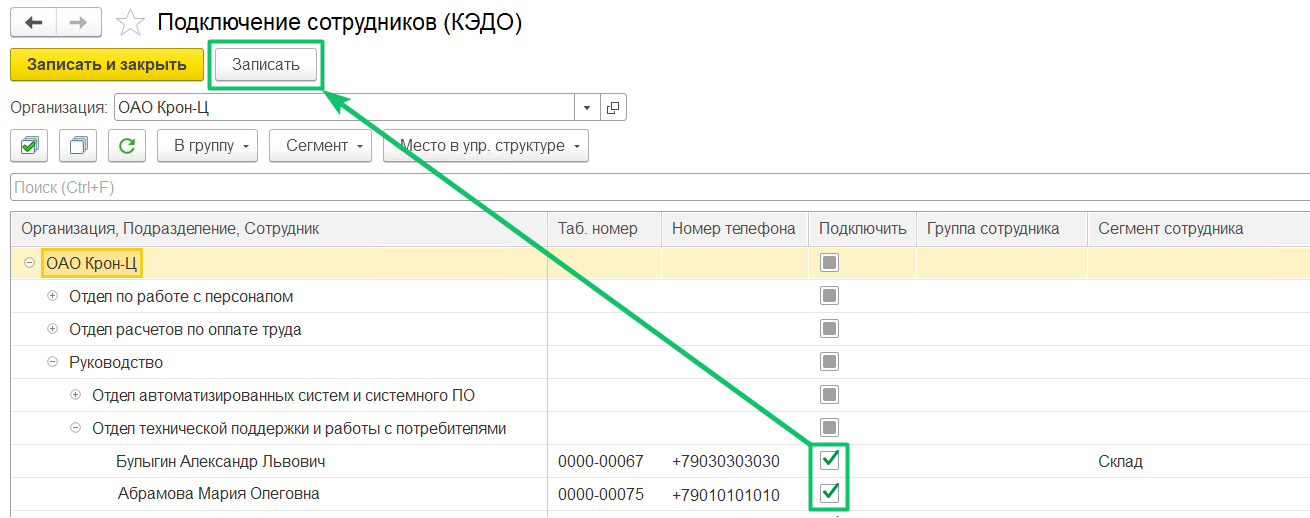 Подключение сотрудников (КЭДО)
Записать и закрыть Записать
Организация: ОАО Крон-Ц
В группу Сегмент Место в упр. структуре
Поиск (Ctrl+F)
Организация, Подразделение, Сотрудник Таб. номер Номер телефона Подключить Группа сотрудника Сегмент сотрудника
ОАО Крон-Ц
Отдел по работе с персоналом
Отдел расчетов по оплате труда
Руководство
Отдел автоматизированных систем и системного ПО
Отдел технической поддержки и работы с потребителями
Булыгин Александр Львович 0000-00067 +79030303030 Склад
Абрамова Мария Олеговна 0000-00075 +79010101010